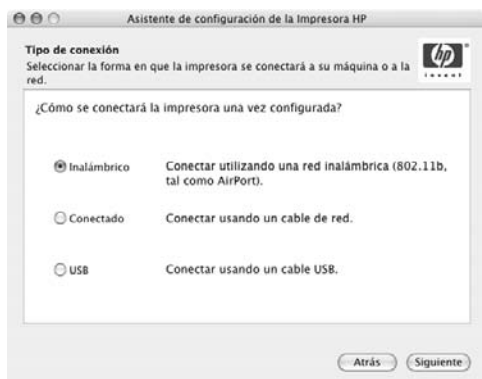 Asistente de configuración de la Impresora HP
Tipo de conexión
Seleccionar la forma en que la impresora se conectará a su máquina o a la
red.
hp
invent
¿Cómo se conectará la impresora una vez configurada?
Inalámbrico Conectar utilizando una red inalámbrica (802.11b,
tal como AirPort).
Conectado Conectar usando un cable de red.
USB Conectar usando un cable USB.
Atrás Siguiente